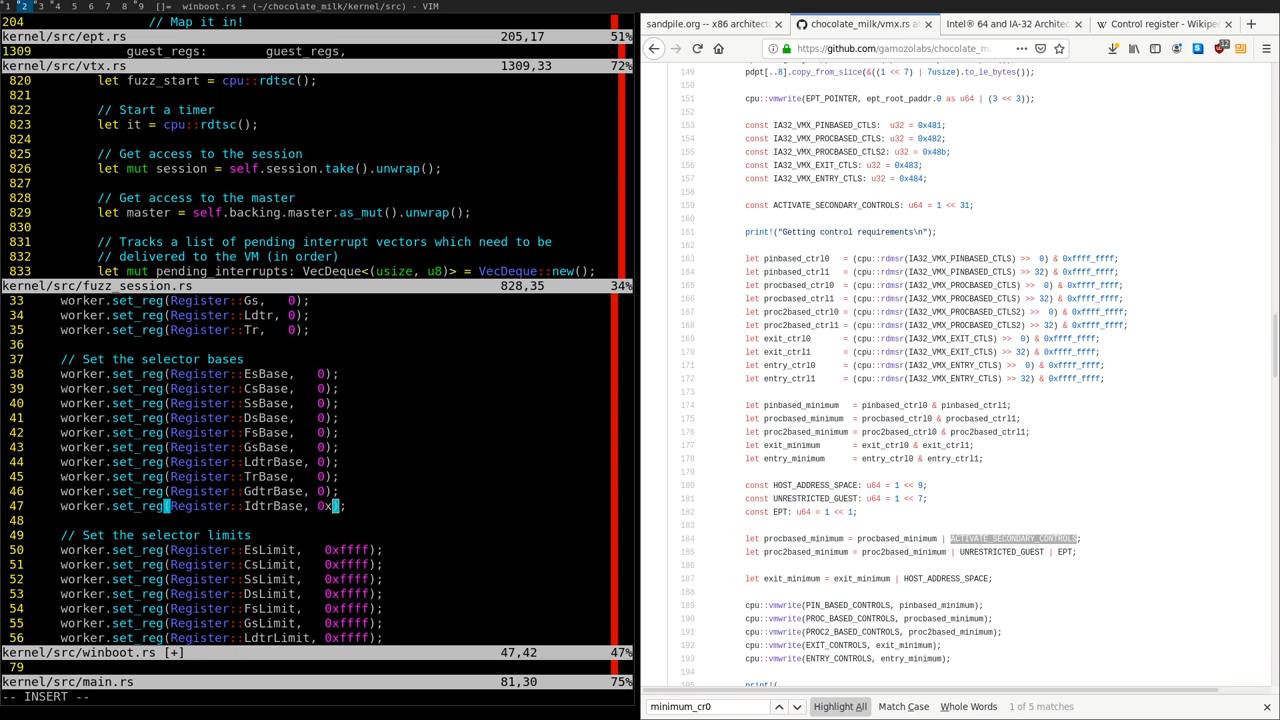 1 2 3 4 5 6 7 8 9 []= winboot.rs + (~/chocolate_milk/kernel/src) - VIM
204 // Map it in!
kernel/src/ept.rs 205,17 51%
1309 guest_regs: guest_regs,
kernel/src/vtx.rs 1309,33 72%
820 let fuzz_start = cpu::rdtsc();
821
822 // Start a timer
823 let it = cpu::rdtsc();
824
825 // Get access to the session
826 let mut session = self.session.take().unwrap();
827
828 // Get access to the master
829 let master = self.backing.master.as_mut().unwrap();
830
831 // Tracks a list of pending interrupt vectors which need to be
832 // delivered to the VM (in order)
833 let mut pending_interrupts: VecDeque<(usize, u8)> = VecDeque::new();
kernel/src/fuzz_session.rs 828,35 34%
33 worker.set_reg(Register::Gs, 0);
34 worker.set_reg(Register::Ldtr, 0);
35 worker.set_reg(Register::Tr, 0);
36
37 // Set the selector bases
38 worker.set_reg(Register::EsBase, 0);
39 worker.set_reg(Register::CsBase, 0);
40 worker.set_reg(Register::SsBase, 0);
41 worker.set_reg(Register::DsBase, 0);
42 worker.set_reg(Register::FsBase, 0);
43 worker.set_reg(Register::GsBase, 0);
44 worker.set_reg(Register::LdtrBase, 0);
45 worker.set_reg(Register::TrBase, 0);
46 worker.set_reg(Register::GdtrBase, 0);
47 worker.set_reg(Register::IdtrBase, 0x);
48
49 // Set the selector limits
50 worker.set_reg(Register::EsLimit, 0xffff);
51 worker.set_reg(Register::CsLimit, 0xffff);
52 worker.set_reg(Register::SsLimit, 0xffff);
53 worker.set_reg(Register::DsLimit, 0xffff);
54 worker.set_reg(Register::FsLimit, 0xffff);
55 worker.set_reg(Register::GsLimit, 0xffff);
56 worker.set_reg(Register::LdtrLimit, 0xffff);
kernel/src/winboot.rs [+] 47,42 47%
79
kernel/src/main.rs 81,30 75%
-- INSERT --
sandpile.org -- x86 architect
chocolate_milk/vmx.rs at
Intel® 64 and IA-32 Architec
Control register - Wikipe
https://github.com/gamozolabs/chocolate_m
149 pdpt[..8].copy_from_slice(&((1 << 7) | 7usize).to_le_bytes());
150
151 cpu::vmwrite(EPT_POINTER, ept_root_paddr.0 as u64 | (3 << 3));
152
153 const IA32_VMX_PINBASED_CTLS: u32 = 0x481;
154 const IA32_VMX_PROCBASED_CTLS: u32 = 0x482;
155 const IA32_VMX_PROCBASED_CTLS2: u32 = 0x48b;
156 const IA32_VMX_EXIT_CTLS: u32 = 0x483;
157 const IA32_VMX_ENTRY_CTLS: u32 = 0x484;
158
159 const ACTIVATE_SECONDARY_CONTROLS: u64 = 1 << 31;
160
161 print!("Getting control requirements\n");
162
163 let pinbased_ctrl0 = (cpu::rdmsr(IA32_VMX_PINBASED_CTLS) >> 0) & 0xffff_ffff;
164 let pinbased_ctrl1 = (cpu::rdmsr(IA32_VMX_PINBASED_CTLS) >> 32) & 0xffff_ffff;
165 let procbased_ctrl0 = (cpu::rdmsr(IA32_VMX_PROCBASED_CTLS) >> 0) & 0xffff_ffff;
166 let procbased_ctrl1 = (cpu::rdmsr(IA32_VMX_PROCBASED_CTLS) >> 32) & 0xffff_ffff;
167 let proc2based_ctrl0 = (cpu::rdmsr(IA32_VMX_PROCBASED_CTLS2) >> 0) & 0xffff_ffff;
168 let proc2based_ctrl1 = (cpu::rdmsr(IA32_VMX_PROCBASED_CTLS2) >> 32) & 0xffff_ffff;
169 let exit_ctrl0 = (cpu::rdmsr(IA32_VMX_EXIT_CTLS) >> 0) & 0xffff_ffff;
170 let exit_ctrl1 = (cpu::rdmsr(IA32_VMX_EXIT_CTLS) >> 32) & 0xffff_ffff;
171 let entry_ctrl0 = (cpu::rdmsr(IA32_VMX_ENTRY_CTLS) >> 0) & 0xffff_ffff;
172 let entry_ctrl1 = (cpu::rdmsr(IA32_VMX_ENTRY_CTLS) >> 32) & 0xffff_ffff;
173
174 let pinbased_minimum = pinbased_ctrl0 & pinbased_ctrl1;
175 let procbased_minimum = procbased_ctrl0 & procbased_ctrl1;
176 let proc2based_minimum = proc2based_ctrl0 & proc2based_ctrl1;
177 let exit_minimum = exit_ctrl0 & exit_ctrl1;
178 let entry_minimum = entry_ctrl0 & entry_ctrl1;
179
180 const HOST_ADDRESS_SPACE: u64 = 1 << 9;
181 const UNRESTRICTED_GUEST: u64 = 1 << 7;
182 const EPT: u64 = 1 << 1;
183
184 let procbased_minimum = procbased_minimum | ACTIVATE_SECONDARY_CONTROLS;
185 let proc2based_minimum = proc2based_minimum | UNRESTRICTED_GUEST | EPT;
186
187 let exit_minimum = exit_minimum | HOST_ADDRESS_SPACE;
188
189 cpu::vmwrite(PIN_BASED_CONTROLS, pinbased_minimum);
190 cpu::vmwrite(PROC_BASED_CONTROLS, procbased_minimum);
191 cpu::vmwrite(PROC2_BASED_CONTROLS, proc2based_minimum);
192 cpu::vmwrite(EXIT_CONTROLS, exit_minimum);
193 cpu::vmwrite(ENTRY_CONTROLS, entry_minimum);
194
195 print!(
minimum_cr0 Highlight All Match Case Whole Words 1 of 5 matches